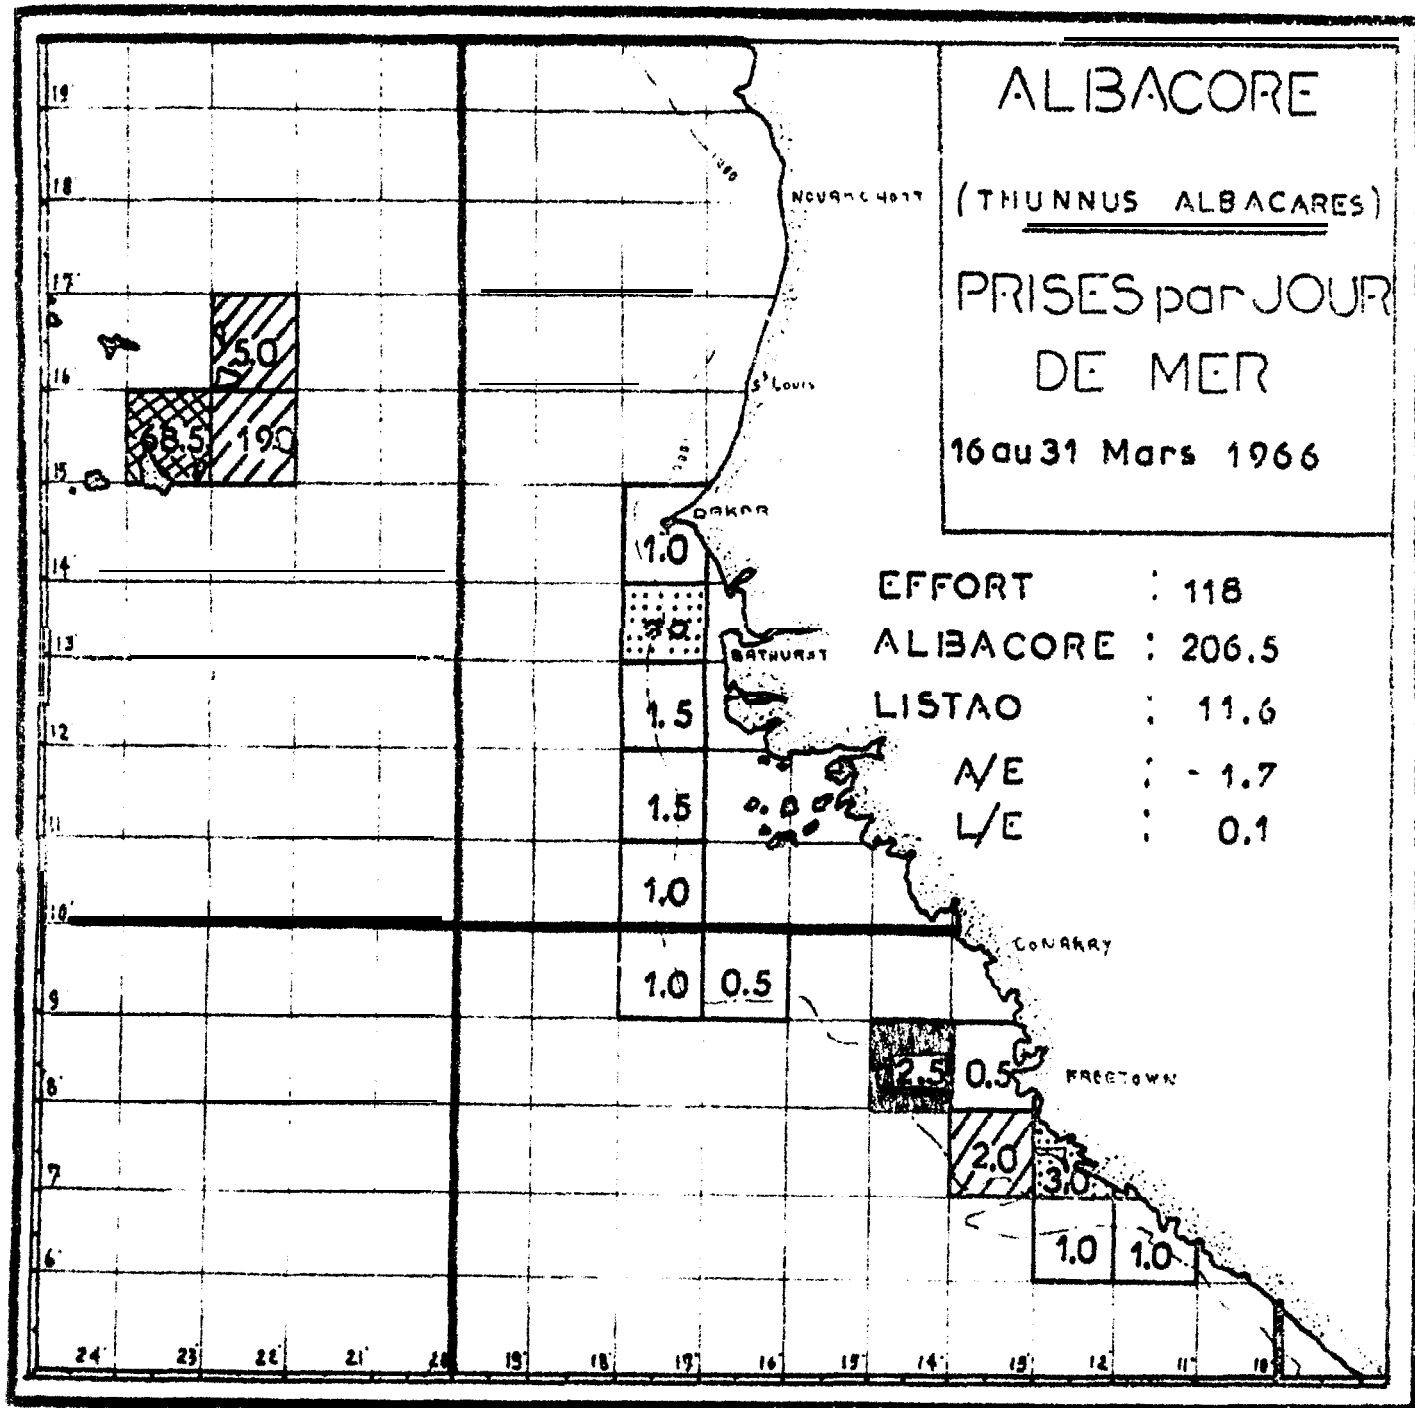 ALBACORE
(THUNNUS ALBACARES)
PRISES par JOUR
DE MER
16 au 31 Mars 1966
EFFORT : 118
ALBACORE : 206.5
LISTAO : 11.6
A/E : - 1.7
L/E : 0.1
19
18
17
16
15
14
13
12
11
10
9
8
7
6
1000
St Louis
DAKAR
BATHURST
CONAKRY
FREETOWN
5.0
68.5 19.0
1.0
1.5
1.5
1.0
1.0 0.5
2.5 0.5
2.0 3.0
1.0 1.0
24 23 22 21 20 19 18 17 16 15 14 13 12 11 10